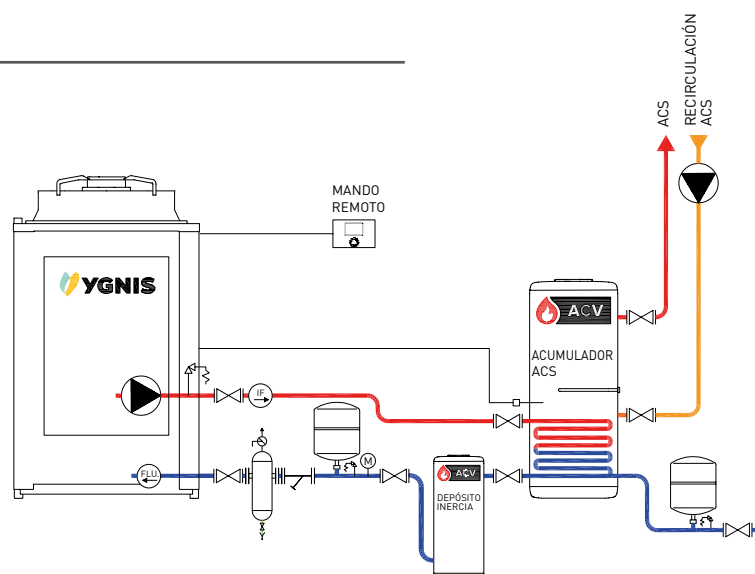 RECIRCULACIÓN
ACS
ACS
MANDO
REMOTO
YGNIS
ACV
ACUMULADOR
ACS
IF
FLU.
M
ACV
DEPÓSITO
INERCIA